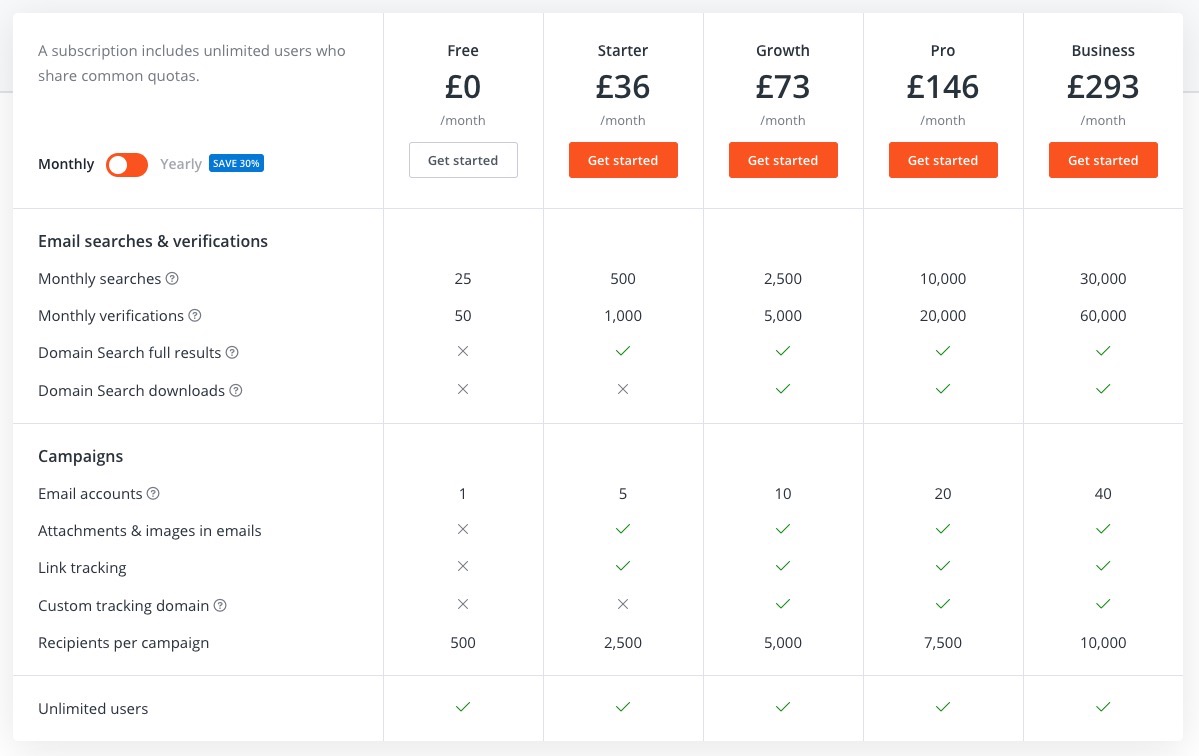 A subscription includes unlimited users who
share common quotas.
Monthly Yearly SAVE 30%
Free Starter Growth Pro Business
£0 £36 £73 £146 £293
/month /month /month /month /month
Get started Get started Get started Get started Get started
Email searches & verifications
Monthly searches ? 25 500 2,500 10,000 30,000
Monthly verifications ? 50 1,000 5,000 20,000 60,000
Domain Search full results ?
Domain Search downloads ?
Campaigns
Email accounts ? 1 5 10 20 40
Attachments & images in emails
Link tracking
Custom tracking domain ?
Recipients per campaign 500 2,500 5,000 7,500 10,000
Unlimited users